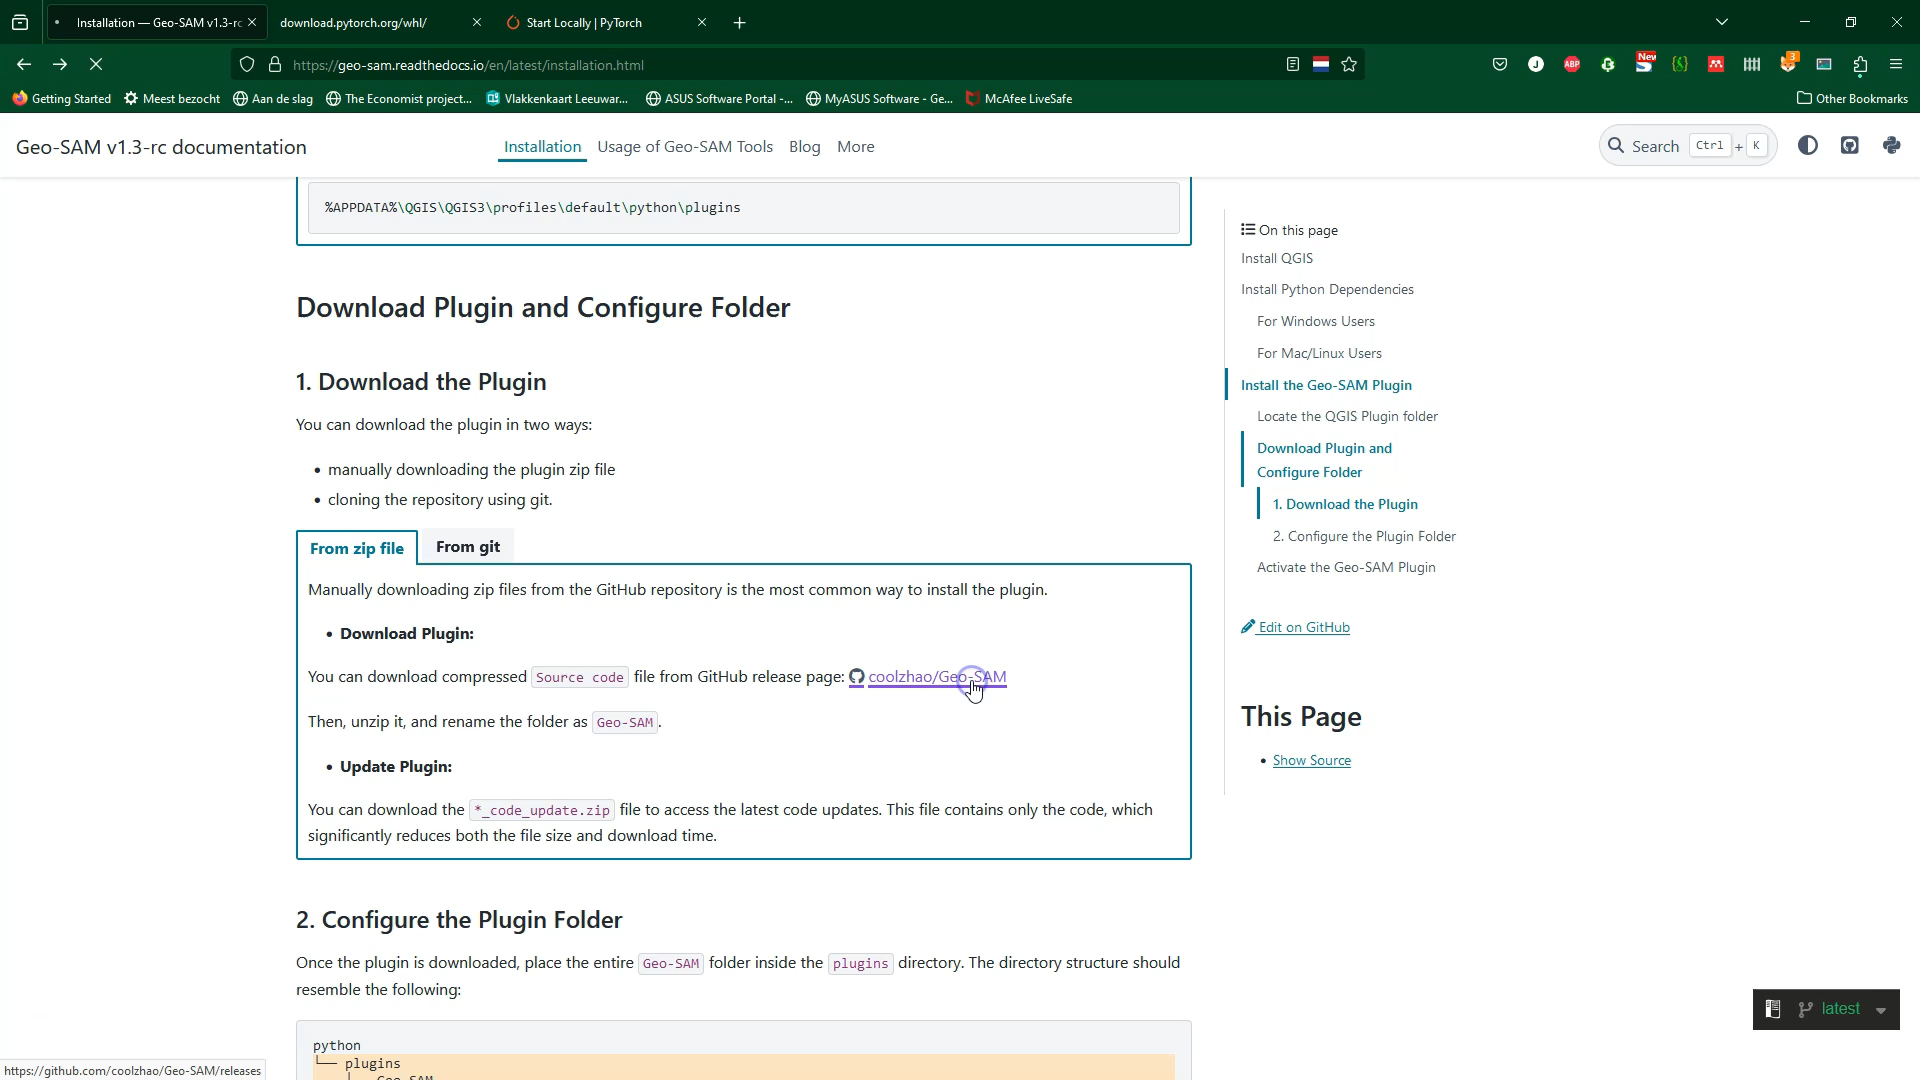 Installation — Geo-SAM v1.3-rc
download.pytorch.org/whl/
Start Locally | PyTorch
https://geo-sam.readthedocs.io/en/latest/installation.html
Getting Started
Meest bezocht
Aan de slag
The Economist project...
Vlakkenkaart Leeuwar...
ASUS Software Portal -...
MyASUS Software - Ge...
McAfee LiveSafe
Other Bookmarks
Geo-SAM v1.3-rc documentation
Installation
Usage of Geo-SAM Tools
Blog
More
Search Ctrl + K
%APPDATA%\QGIS\QGIS3\profiles\default\python\plugins
Download Plugin and Configure Folder
1. Download the Plugin
You can download the plugin in two ways:
• manually downloading the plugin zip file
• cloning the repository using git.
From zip file
From git
Manually downloading zip files from the GitHub repository is the most common way to install the plugin.
• Download Plugin:
You can download compressed Source code file from GitHub release page: coolzhao/Geo-SAM
Then, unzip it, and rename the folder as Geo-SAM.
• Update Plugin:
You can download the *_code_update.zip file to access the latest code updates. This file contains only the code, which
significantly reduces both the file size and download time.
2. Configure the Plugin Folder
Once the plugin is downloaded, place the entire Geo-SAM folder inside the plugins directory. The directory structure should
resemble the following:
python
└── plugins
Geo-SAM
On this page
Install QGIS
Install Python Dependencies
For Windows Users
For Mac/Linux Users
Install the Geo-SAM Plugin
Locate the QGIS Plugin folder
Download Plugin and
Configure Folder
1. Download the Plugin
2. Configure the Plugin Folder
Activate the Geo-SAM Plugin
Edit on GitHub
This Page
• Show Source
latest
https://github.com/coolzhao/Geo-SAM/releases
New
ABP
3
J